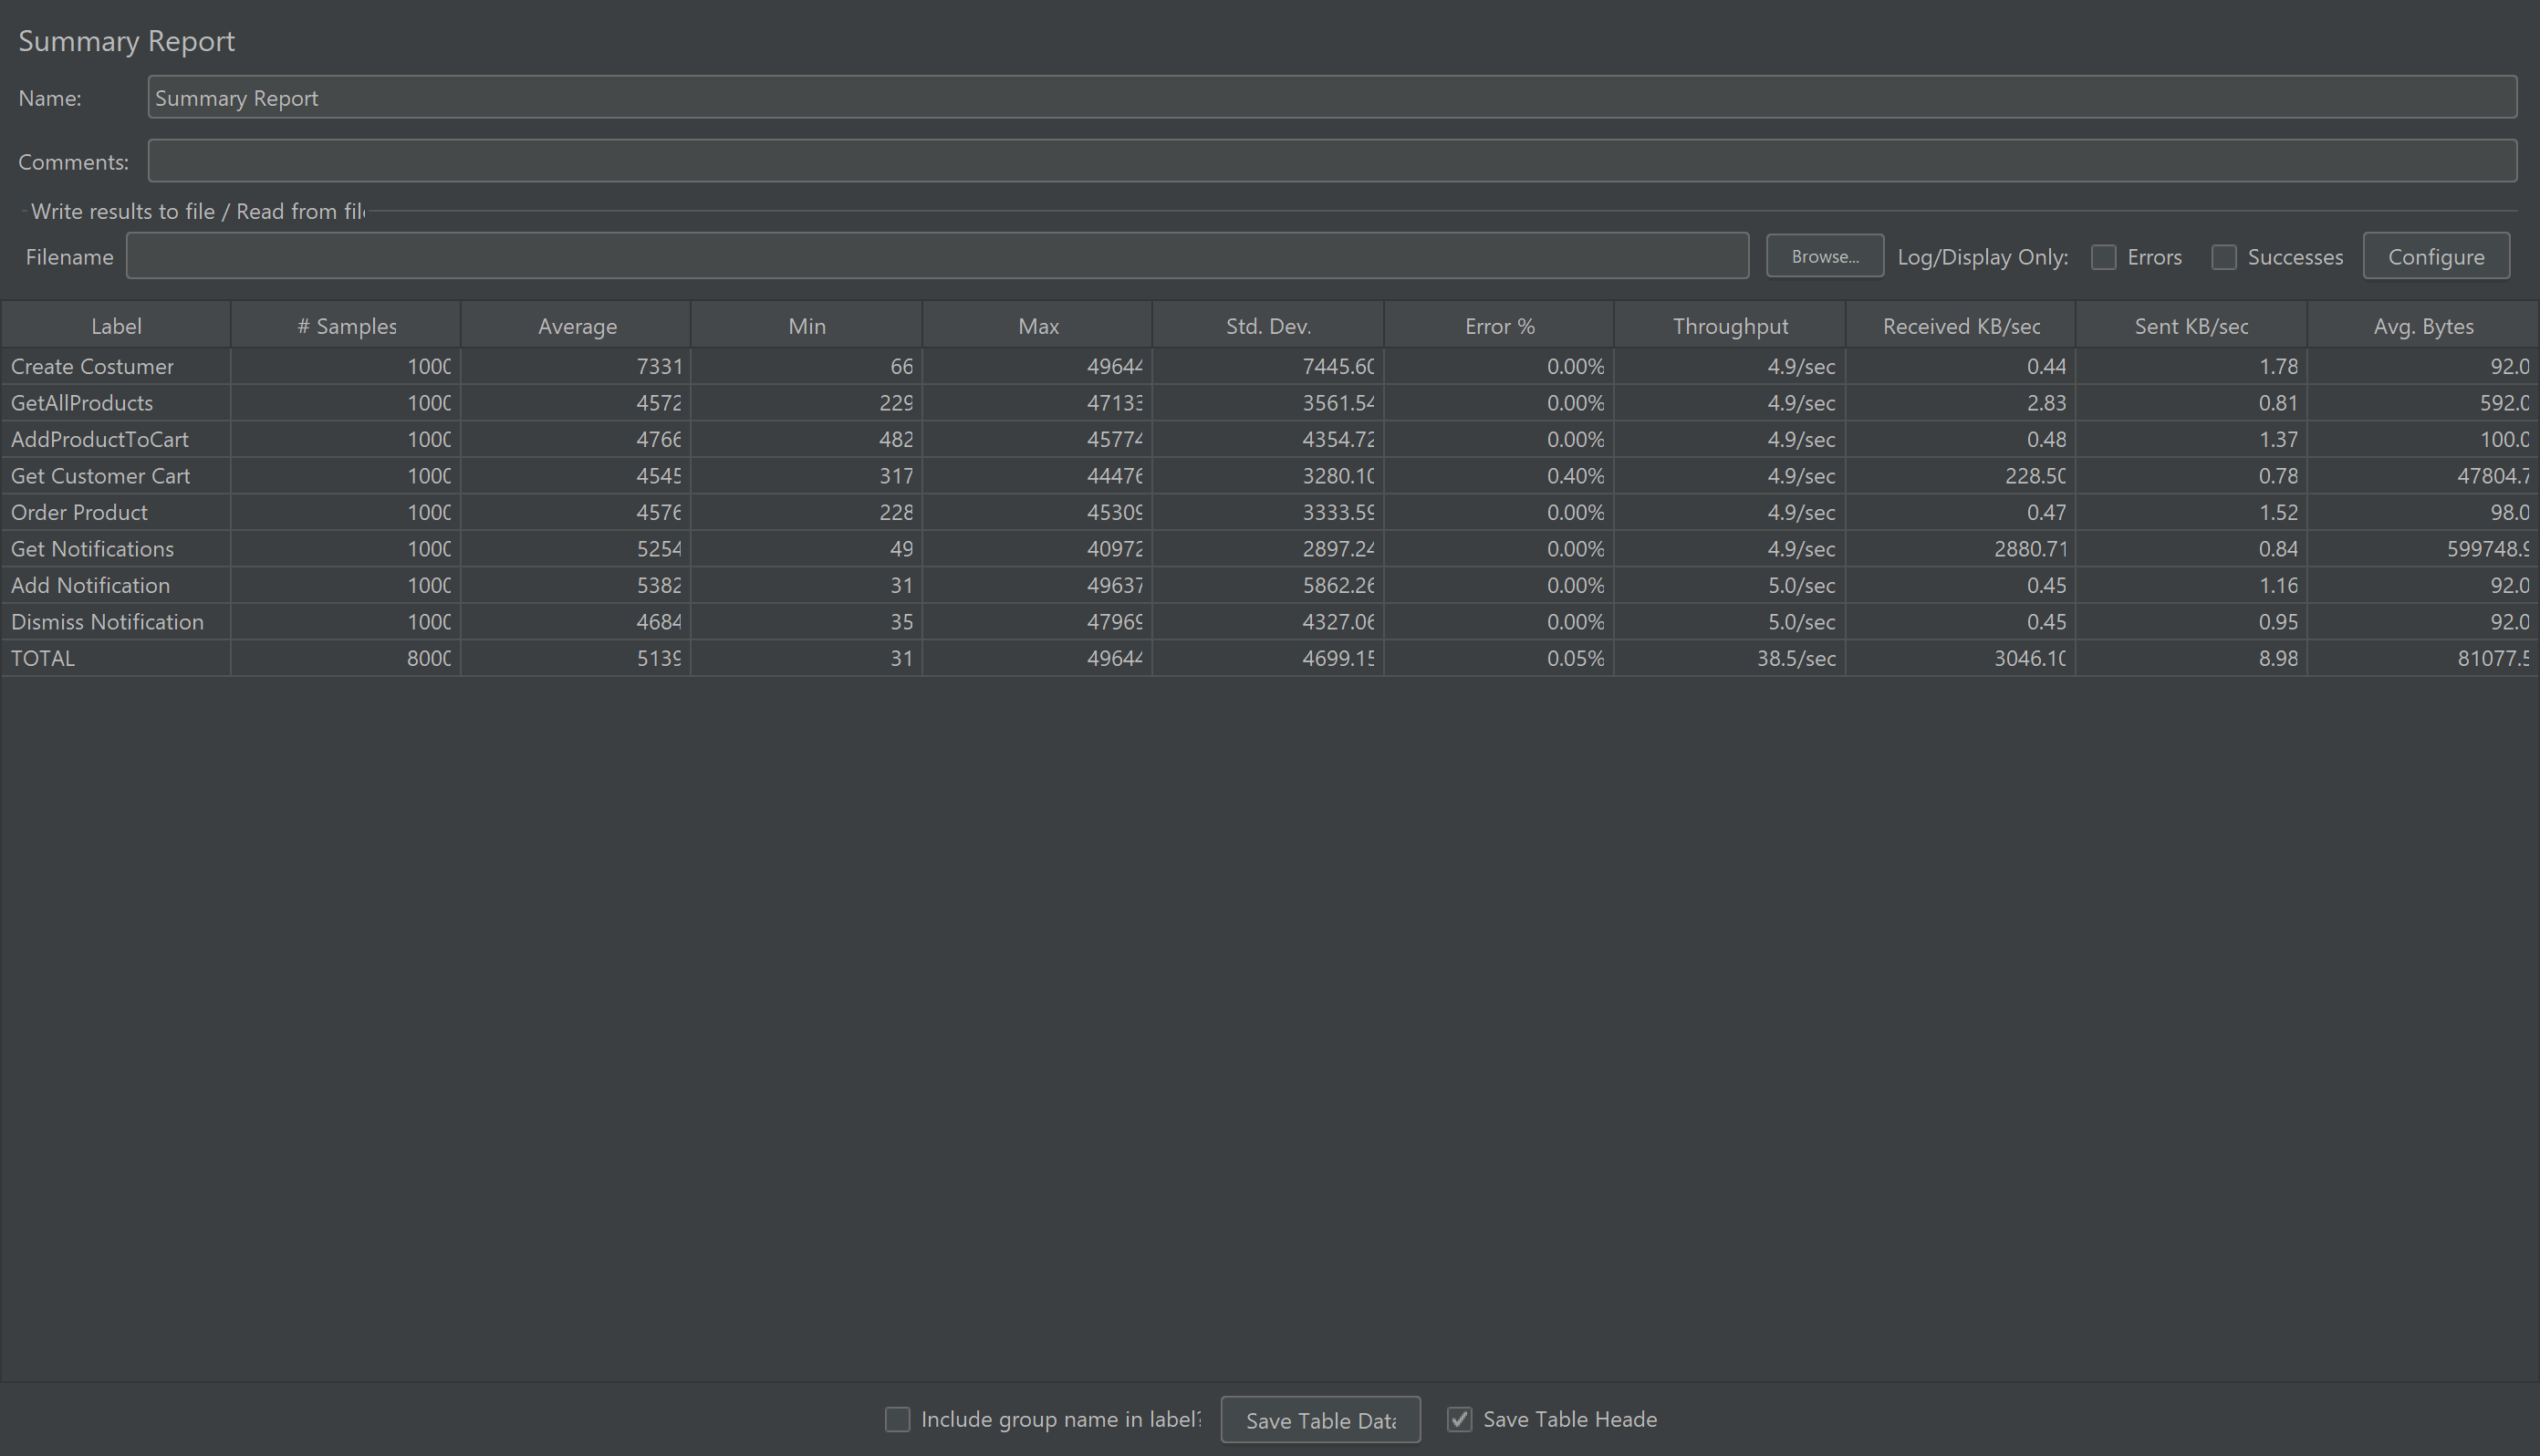 Summary Report
Name: Summary Report
Comments:
Write results to file / Read from file
Filename Browse... Log/Display Only: Errors Successes Configure
Label # Samples Average Min Max Std. Dev. Error % Throughput Received KB/sec Sent KB/sec Avg. Bytes
Create Costumer 1000 7331 66 49644 7445.60 0.00% 4.9/sec 0.44 1.78 92.0
GetAllProducts 1000 4572 229 47133 3561.54 0.00% 4.9/sec 2.83 0.81 592.0
AddProductToCart 1000 4766 482 45774 4354.72 0.00% 4.9/sec 0.48 1.37 100.0
Get Customer Cart 1000 4545 317 44476 3280.10 0.40% 4.9/sec 228.50 0.78 47804.7
Order Product 1000 4576 228 45309 3333.59 0.00% 4.9/sec 0.47 1.52 98.0
Get Notifications 1000 5254 49 40972 2897.24 0.00% 4.9/sec 2880.71 0.84 599748.9
Add Notification 1000 5382 31 49637 5862.26 0.00% 5.0/sec 0.45 1.16 92.0
Dismiss Notification 1000 4684 35 47969 4327.06 0.00% 5.0/sec 0.45 0.95 92.0
TOTAL 8000 5139 31 49644 4699.15 0.05% 38.5/sec 3046.10 8.98 81077.5
Include group name in label? Save Table Data Save Table Heade